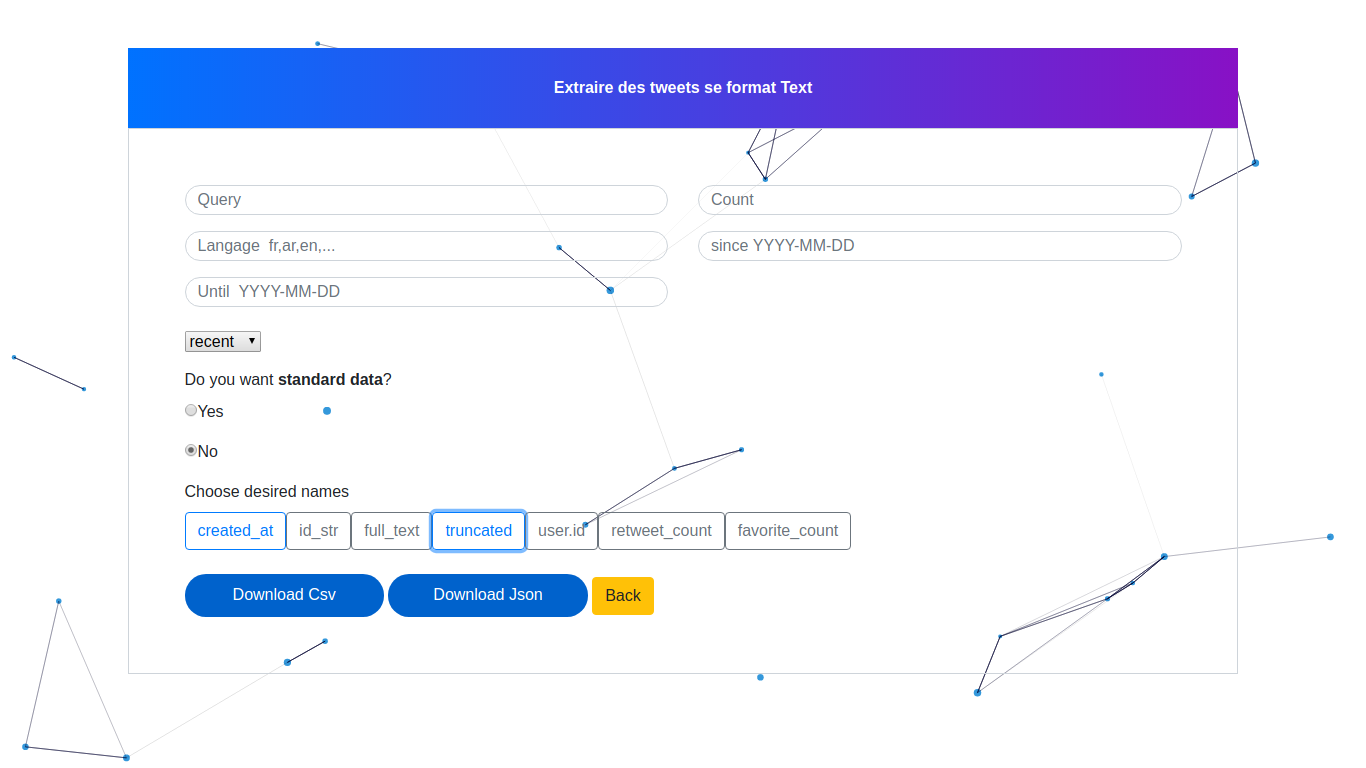 Extraire des tweets se format Text
Query Count
Langage fr,ar,en,... since YYYY-MM-DD
Until YYYY-MM-DD
recent
Do you want standard data?
Yes
No
Choose desired names
created_at id_str full_text truncated user.id retweet_count favorite_count
Download Csv Download Json Back